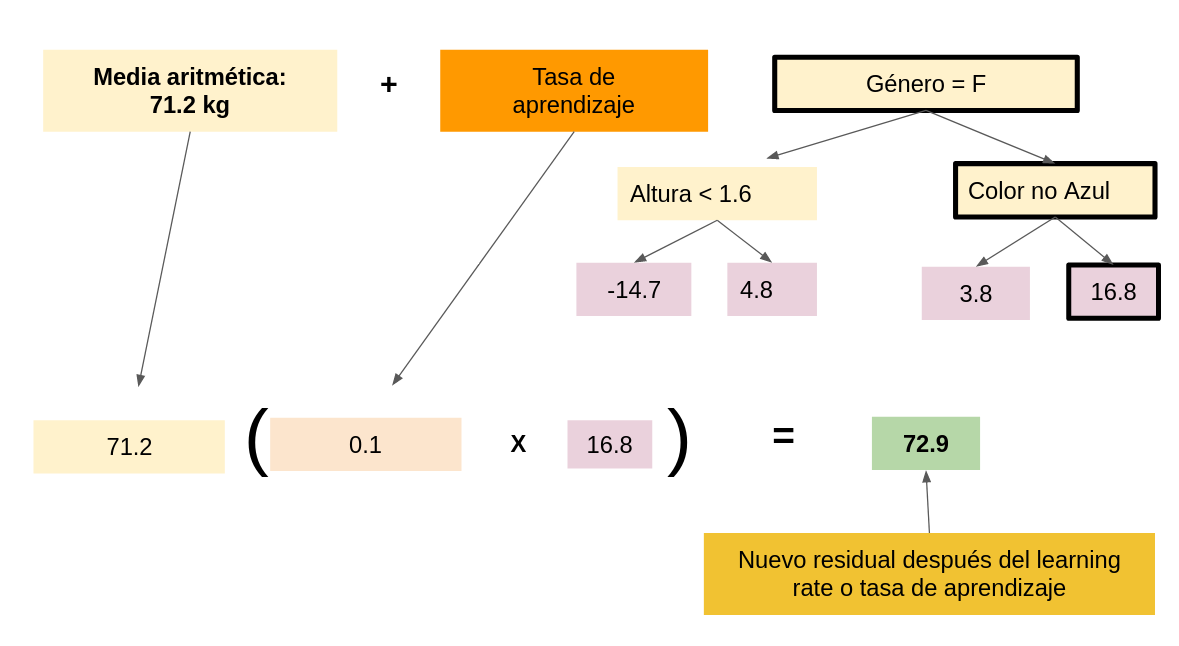 Media aritmética:
71.2 kg
+
Tasa de
aprendizaje
Género = F
Altura < 1.6
Color no Azul
-14.7
4.8
3.8
16.8
71.2
(
0.1
X
16.8
)
=
72.9
Nuevo residual después del learning
rate o tasa de aprendizaje